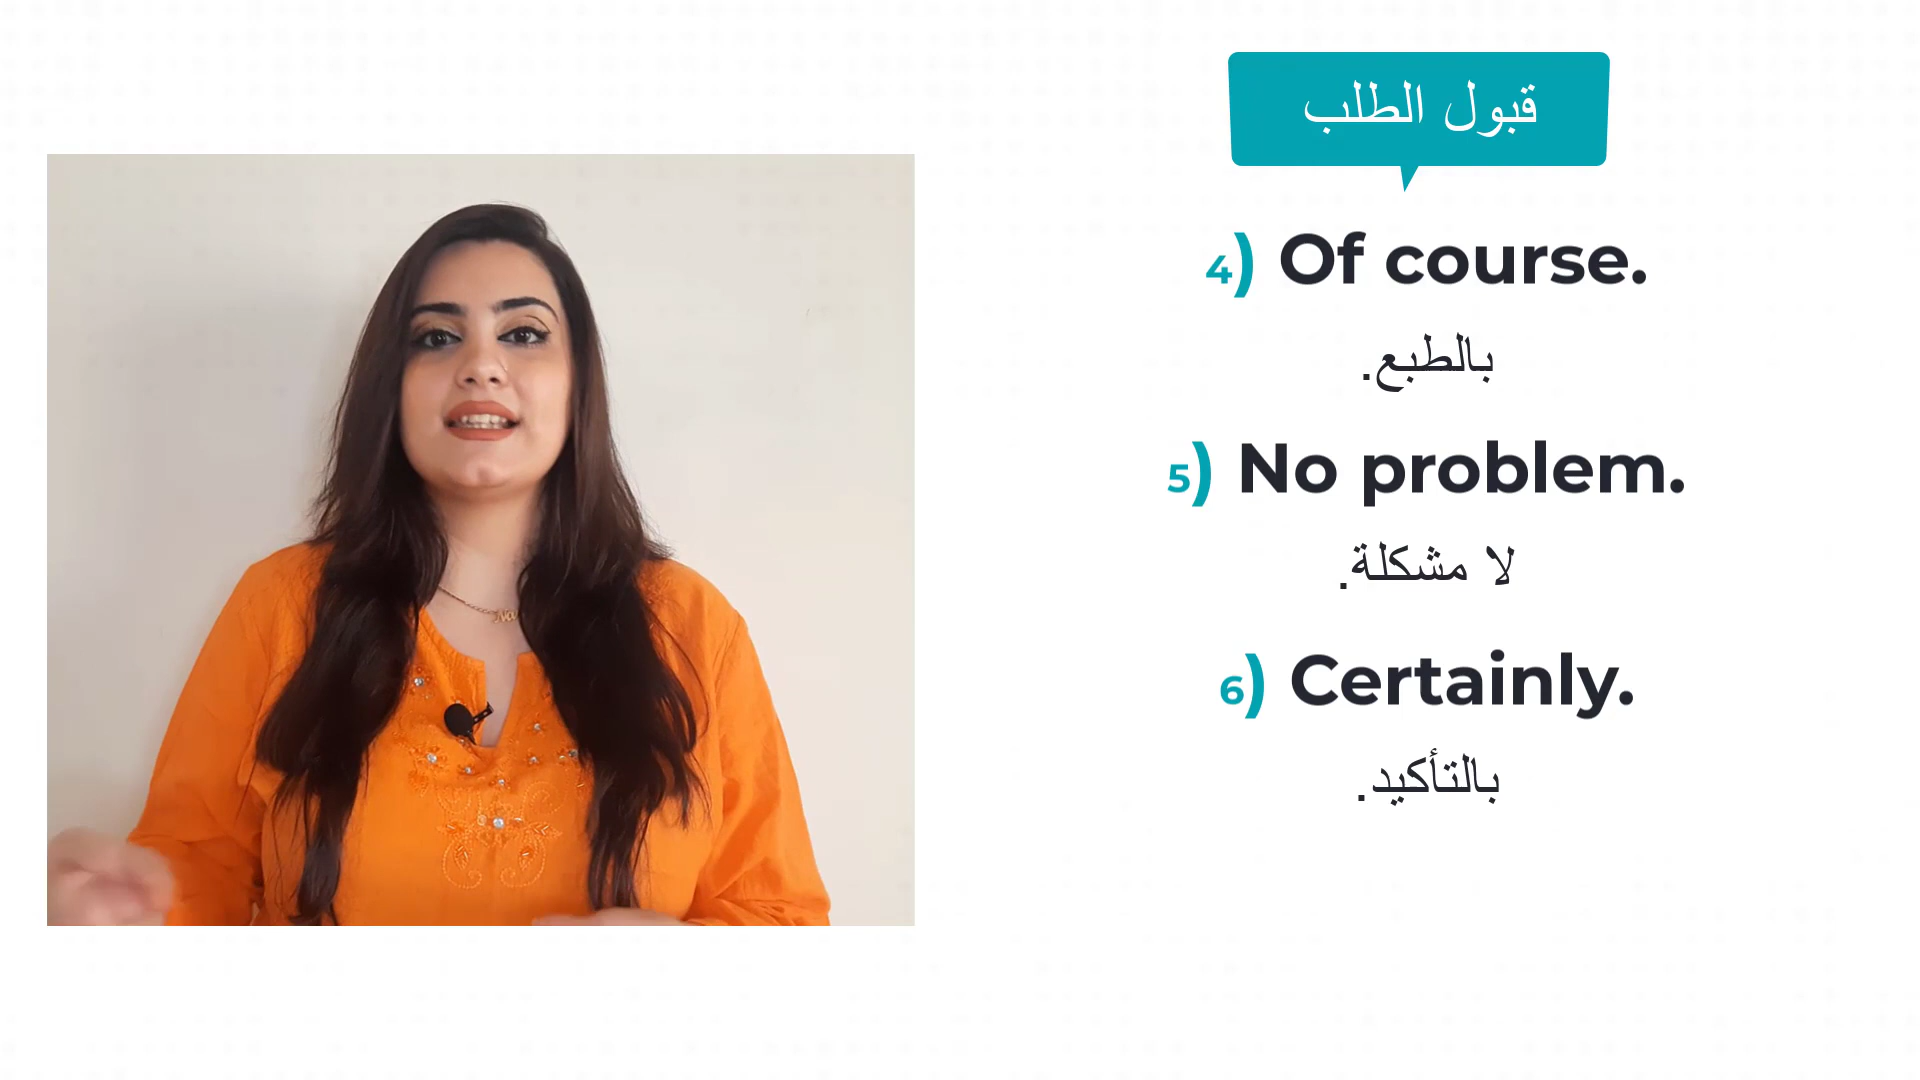 قبول الطلب
4) Of course.
بالطبع.
5) No problem.
لا مشكلة.
6) Certainly.
بالتأكيد.